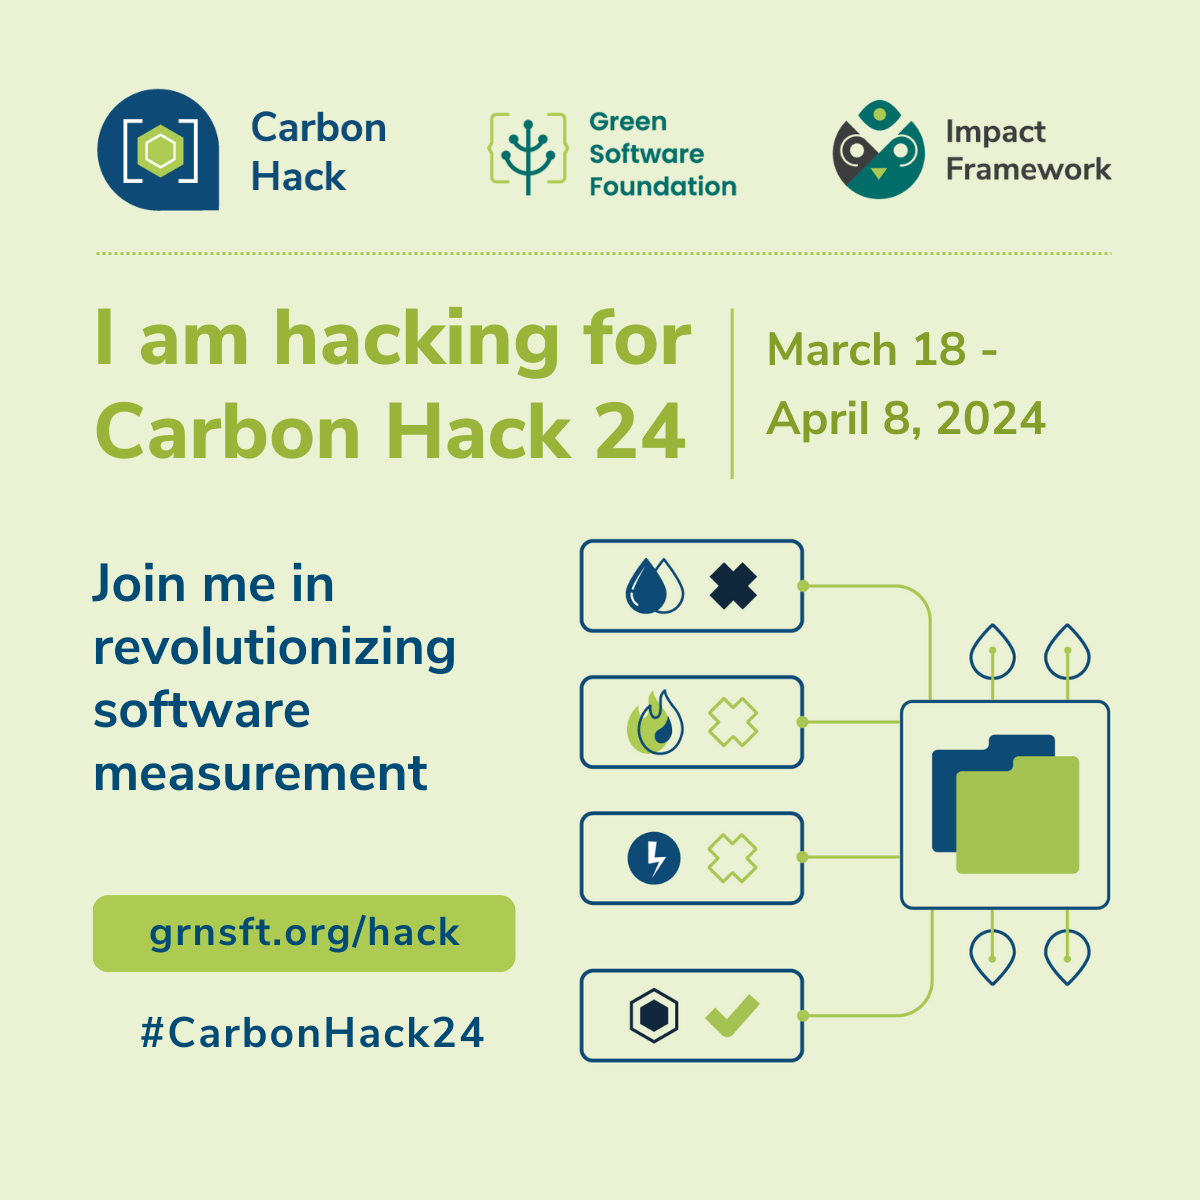 Carbon
Hack
Green
Software
Foundation
Impact
Framework
I am hacking for
Carbon Hack 24
March 18 -
April 8, 2024
Join me in
revolutionizing
software
measurement
grnsft.org/hack
#CarbonHack24